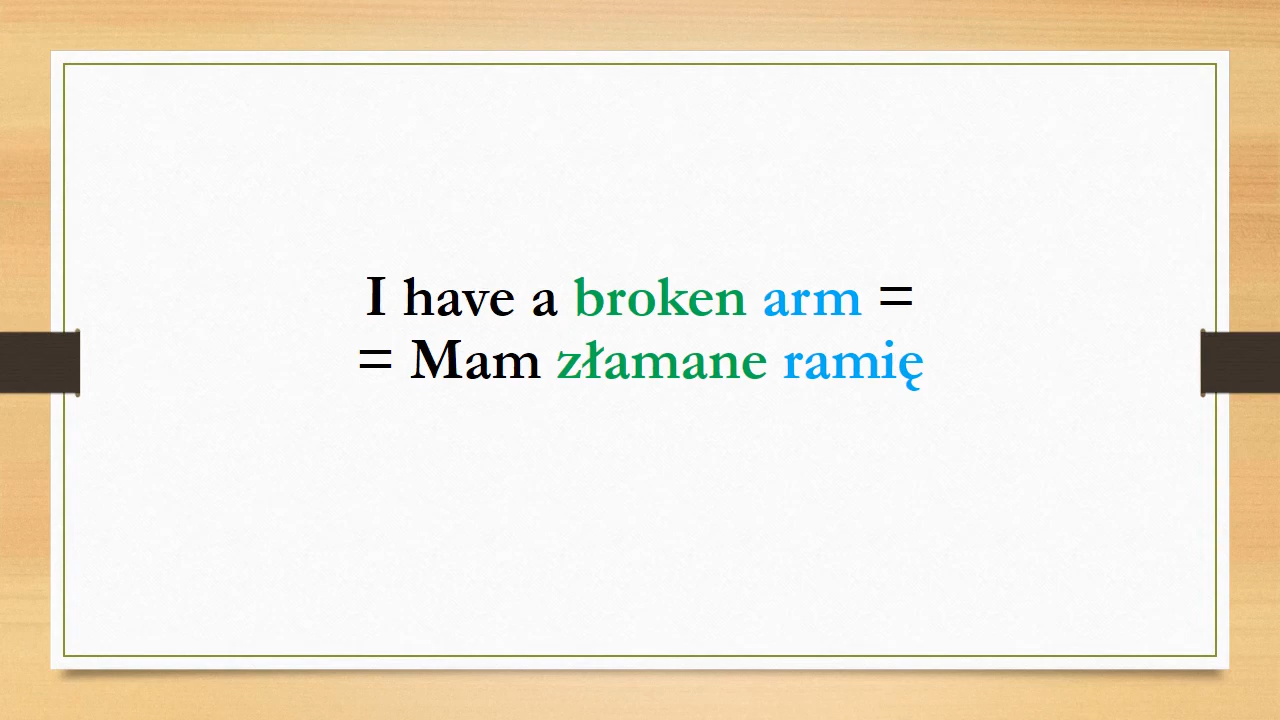 I have a broken arm =
= Mam złamane ramię